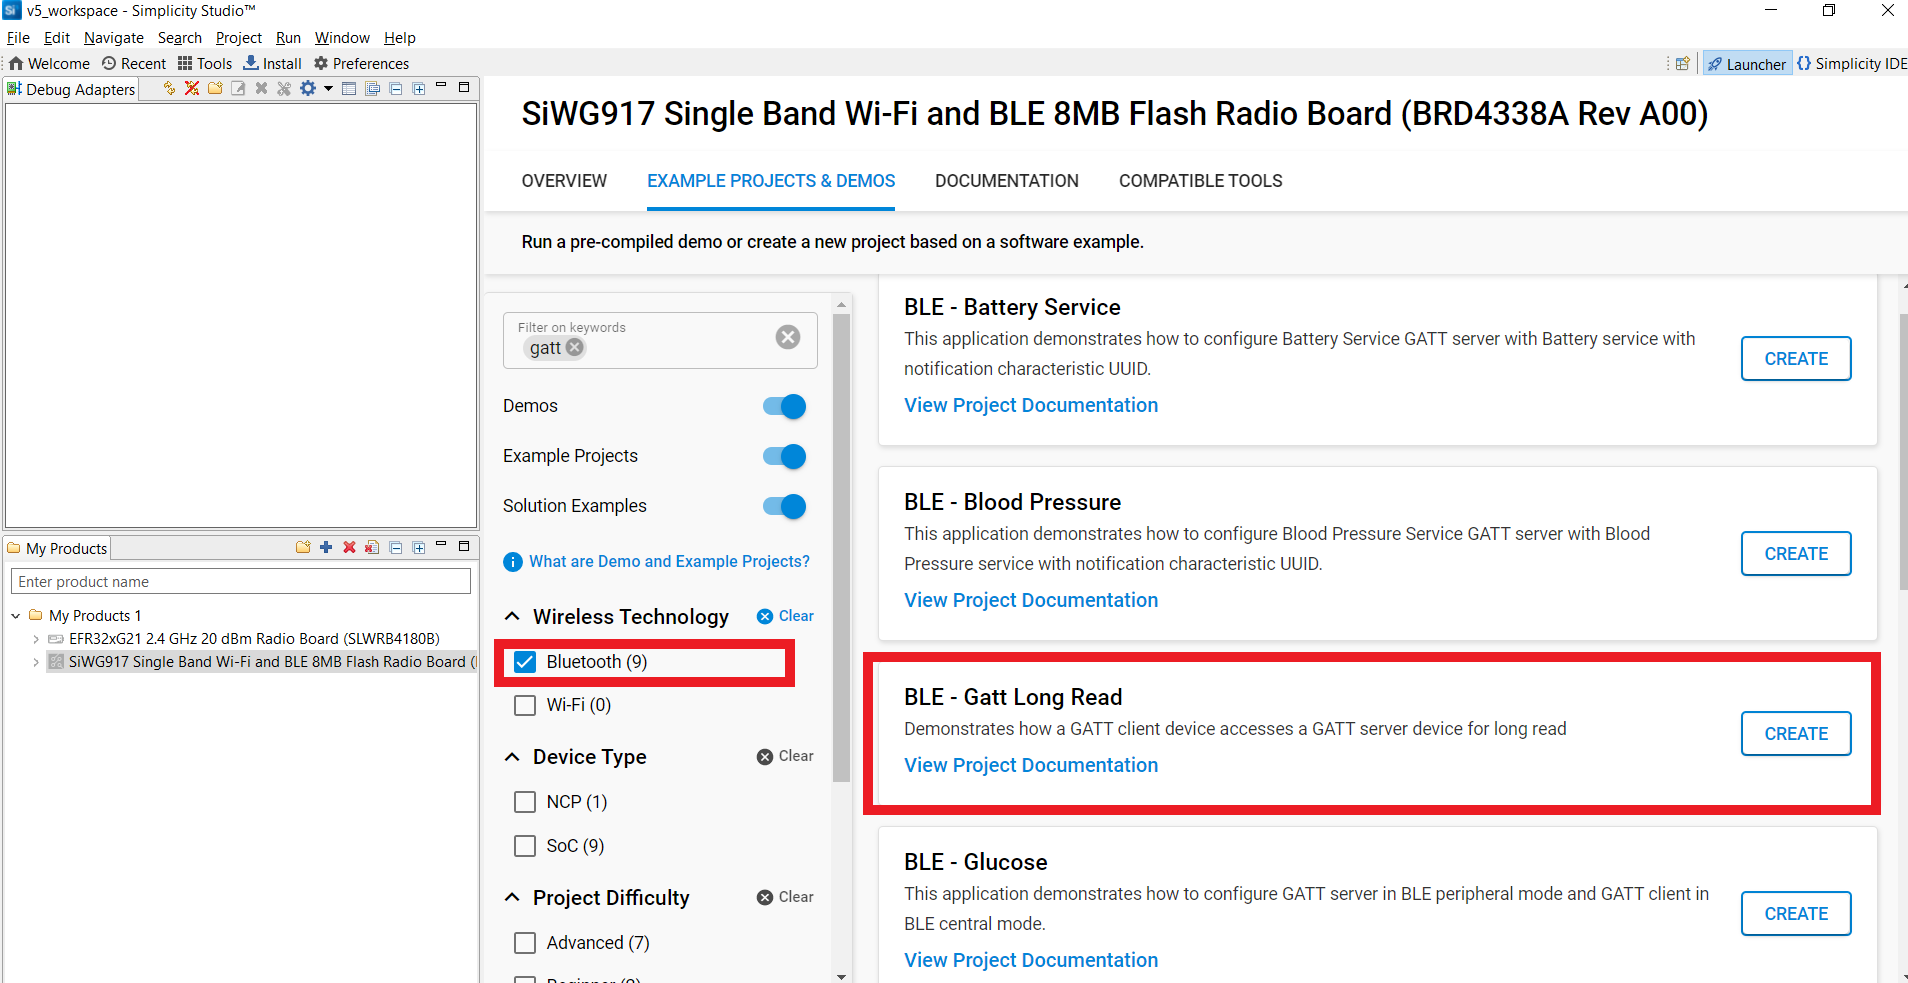 v5_workspace - Simplicity Studio™
File Edit Navigate Search Project Run Window Help
Welcome Recent Tools Install Preferences
Launcher {} Simplicity IDE
Debug Adapters
My Products
Enter product name
My Products 1
EFR32xG21 2.4 GHz 20 dBm Radio Board (SLWRB4180B)
SiWG917 Single Band Wi-Fi and BLE 8MB Flash Radio Board (
SiWG917 Single Band Wi-Fi and BLE 8MB Flash Radio Board (BRD4338A Rev A00)
OVERVIEW EXAMPLE PROJECTS & DEMOS DOCUMENTATION COMPATIBLE TOOLS
Run a pre-compiled demo or create a new project based on a software example.
Filter on keywords
gatt
Demos
Example Projects
Solution Examples
What are Demo and Example Projects?
Wireless Technology Clear
Bluetooth (9)
Wi-Fi (0)
Device Type Clear
NCP (1)
SoC (9)
Project Difficulty Clear
Advanced (7)
BLE - Battery Service
This application demonstrates how to configure Battery Service GATT server with Battery service with
notification characteristic UUID.
View Project Documentation
CREATE
BLE - Blood Pressure
This application demonstrates how to configure Blood Pressure Service GATT server with Blood
Pressure service with notification characteristic UUID.
View Project Documentation
CREATE
BLE - Gatt Long Read
Demonstrates how a GATT client device accesses a GATT server device for long read
View Project Documentation
CREATE
BLE - Glucose
This application demonstrates how to configure GATT server in BLE peripheral mode and GATT client in
BLE central mode.
View Project Documentation
CREATE